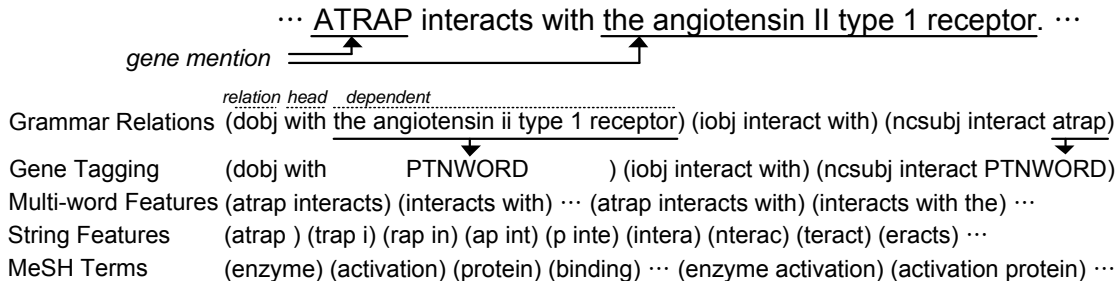 ⋯ ATRAP interacts with the angiotensin II type 1 receptor. ⋯
gene mention
relation head dependent
Grammar Relations (dobj with the angiotensin ii type 1 receptor) (iobj interact with) (ncsubj interact atrap)
Gene Tagging (dobj with PTNWORD ) (iobj interact with) (ncsubj interact PTNWORD)
Multi-word Features (atrap interacts) (interacts with) ⋯ (atrap interacts with) (interacts with the) ⋯
String Features (atrap ) (trap i) (rap in) (ap int) (p inte) (intera) (nterac) (teract) (eracts) ⋯
MeSH Terms (enzyme) (activation) (protein) (binding) ⋯ (enzyme activation) (activation protein) ⋯